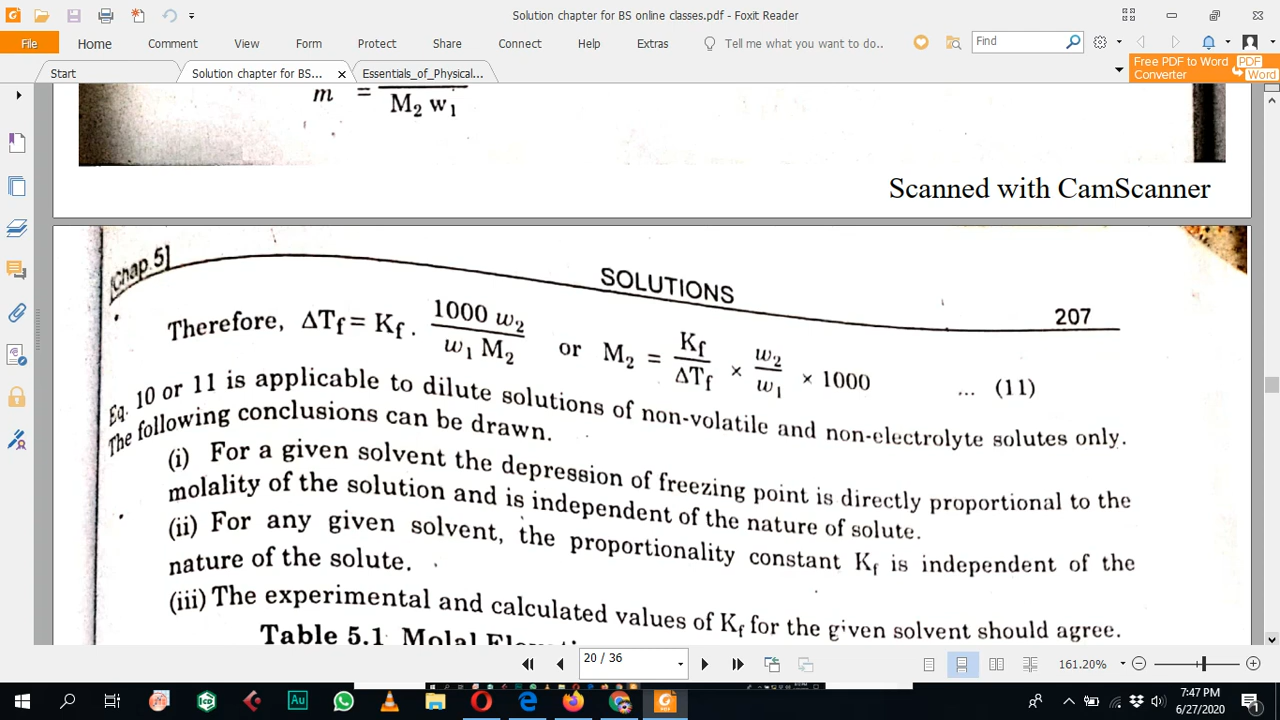 Solution chapter for BS online classes.pdf - Foxit Reader
File Home Comment View Form Protect Share Connect Help Extras Tell me what you want to do.. Find
Start Solution chapter for BS... Essentials_of_Physical... Free PDF to Word Converter PDF Word
m = M₂ w₁
Scanned with CamScanner
[Chap.5] SOLUTIONS 207
Therefore, ΔTf = Kf . 1000 w₂ / w₁ M₂ or M₂ = Kf / ΔTf × w₂ / w₁ × 1000 ... (11)
Eq. 10 or 11 is applicable to dilute solutions of non-volatile and non-electrolyte solutes only.
The following conclusions can be drawn.
(i) For a given solvent the depression of freezing point is directly proportional to the
molality of the solution and is independent of the nature of solute.
(ii) For any given solvent, the proportionality constant Kf is independent of the
nature of the solute.
(iii) The experimental and calculated values of Kf for the given solvent should agree.
Table 5.1 Molal
20 / 36 161.20%
Au 7:47 PM
6/27/2020 1